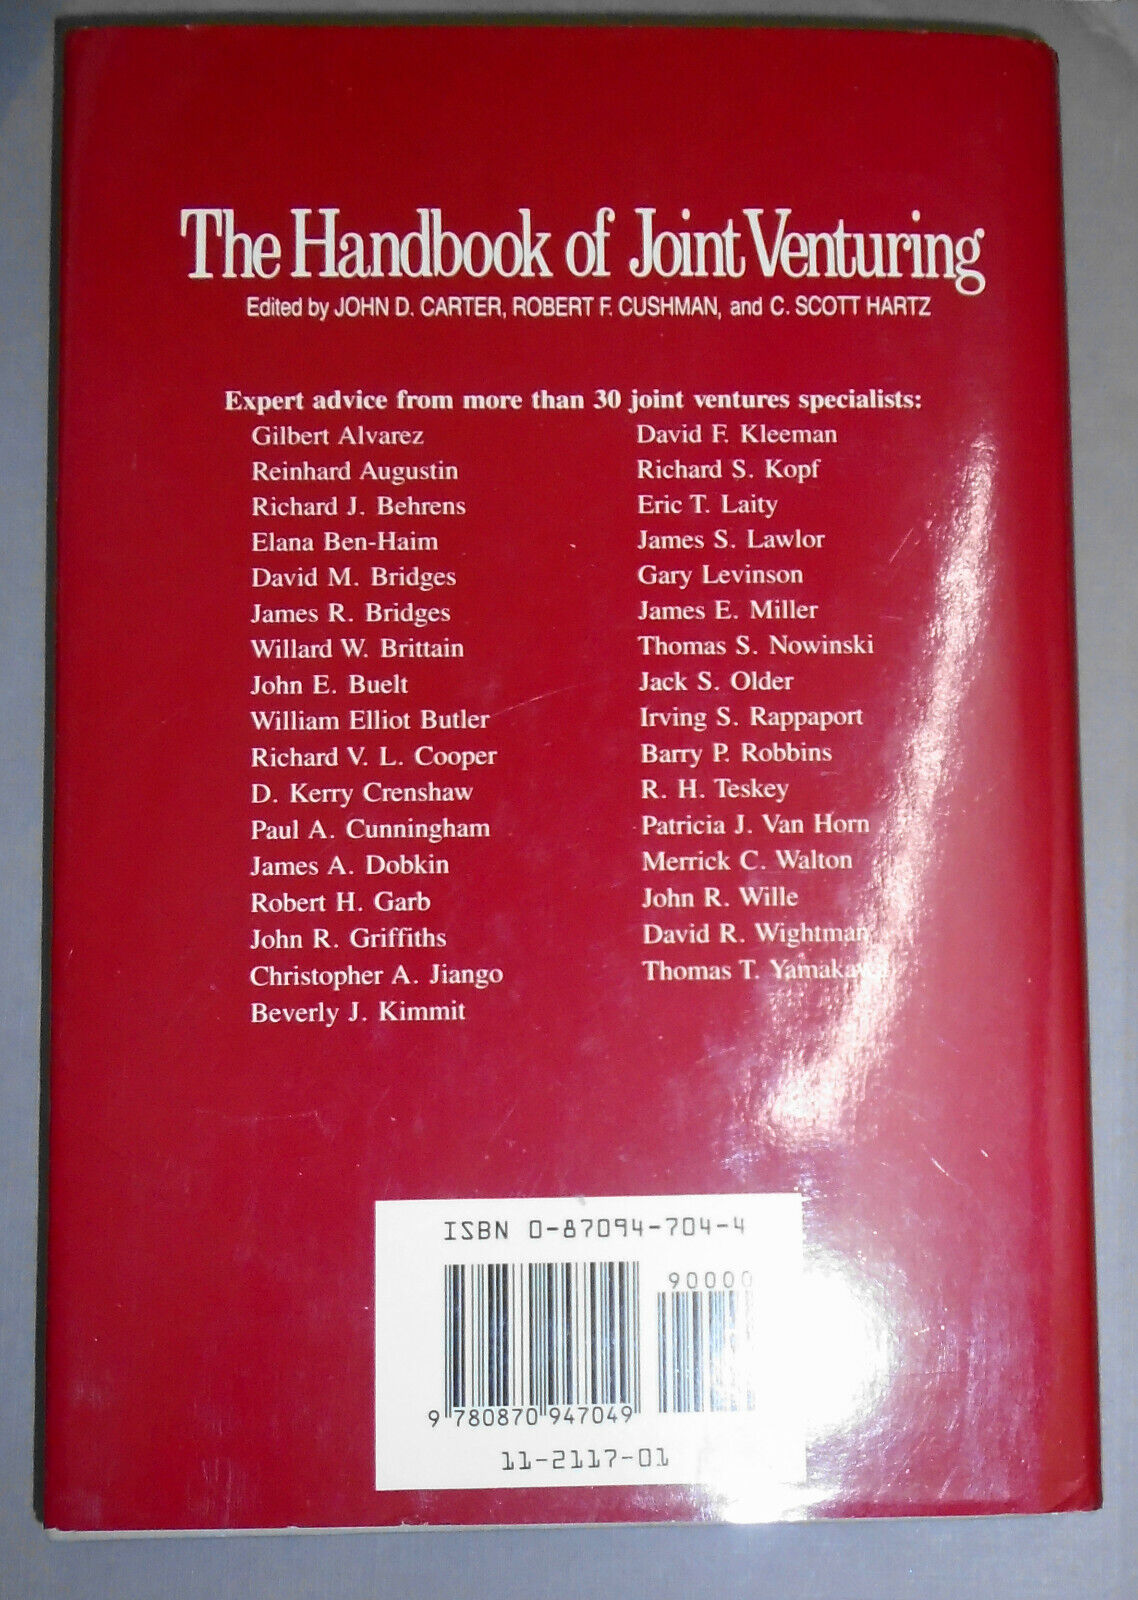 The Handbook of Joint Venturing
Edited by JOHN D. CARTER, ROBERT F. CUSHMAN, and C. SCOTT HARTZ
Expert advice from more than 30 joint ventures specialists:
Gilbert Alvarez
Reinhard Augustin
Richard J. Behrens
Elana Ben-Haim
David M. Bridges
James R. Bridges
Willard W. Brittain
John E. Buelt
William Elliot Butler
Richard V. L. Cooper
D. Kerry Crenshaw
Paul A. Cunningham
James A. Dobkin
Robert H. Garb
John R. Griffiths
Christopher A. Jiango
Beverly J. Kimmit
David F. Kleeman
Richard S. Kopf
Eric T. Laity
James S. Lawlor
Gary Levinson
James E. Miller
Thomas S. Nowinski
Jack S. Older
Irving S. Rappaport
Barry P. Robbins
R. H. Teskey
Patricia J. Van Horn
Merrick C. Walton
John R. Wille
David R. Wightman
Thomas T. Yamakawa
ISBN 0-87094-704-4
90000
9 780870 947049
11-2117-01